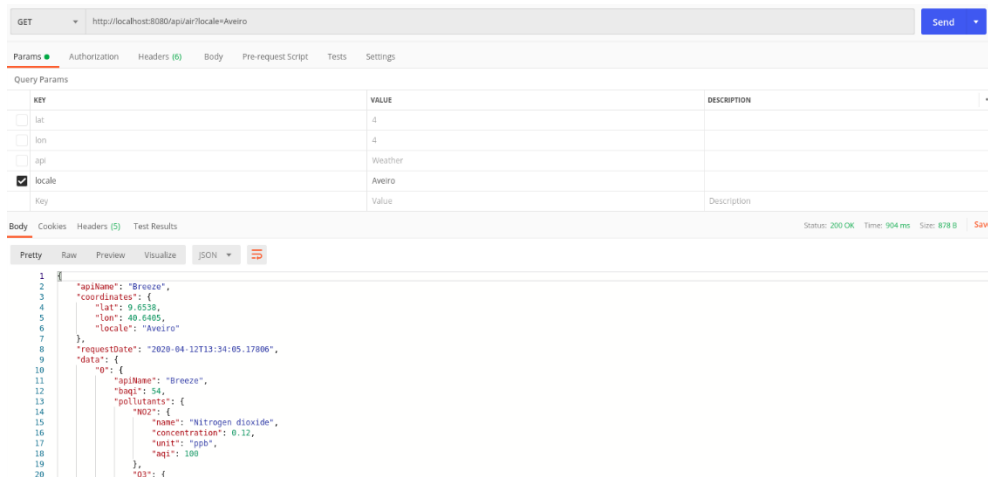 GET http://localhost:8080/api/air?locale=Aveiro Send
Params Authorization Headers (6) Body Pre-request Script Tests Settings
Query Params
KEY VALUE DESCRIPTION
lat 4
lon 4
api Weather
locale Aveiro
Key Value Description
Body Cookies Headers (5) Test Results Status: 200 OK Time: 904 ms Size: 878 B Sav
Pretty Raw Preview Visualize JSON
1 {
2 "apiName": "Breeze",
3 "coordinates": {
4 "lat": 9.6538,
5 "lon": 40.6405,
6 "locale": "Aveiro"
7 },
8 "requestDate": "2020-04-12T13:34:05.17806",
9 "data": {
10 "0": {
11 "apiName": "Breeze",
12 "baqi": 54,
13 "pollutants": {
14 "NO2": {
15 "name": "Nitrogen dioxide",
16 "concentration": 0.12,
17 "unit": "ppb",
18 "aqi": 100
19 },
20 "O3": {